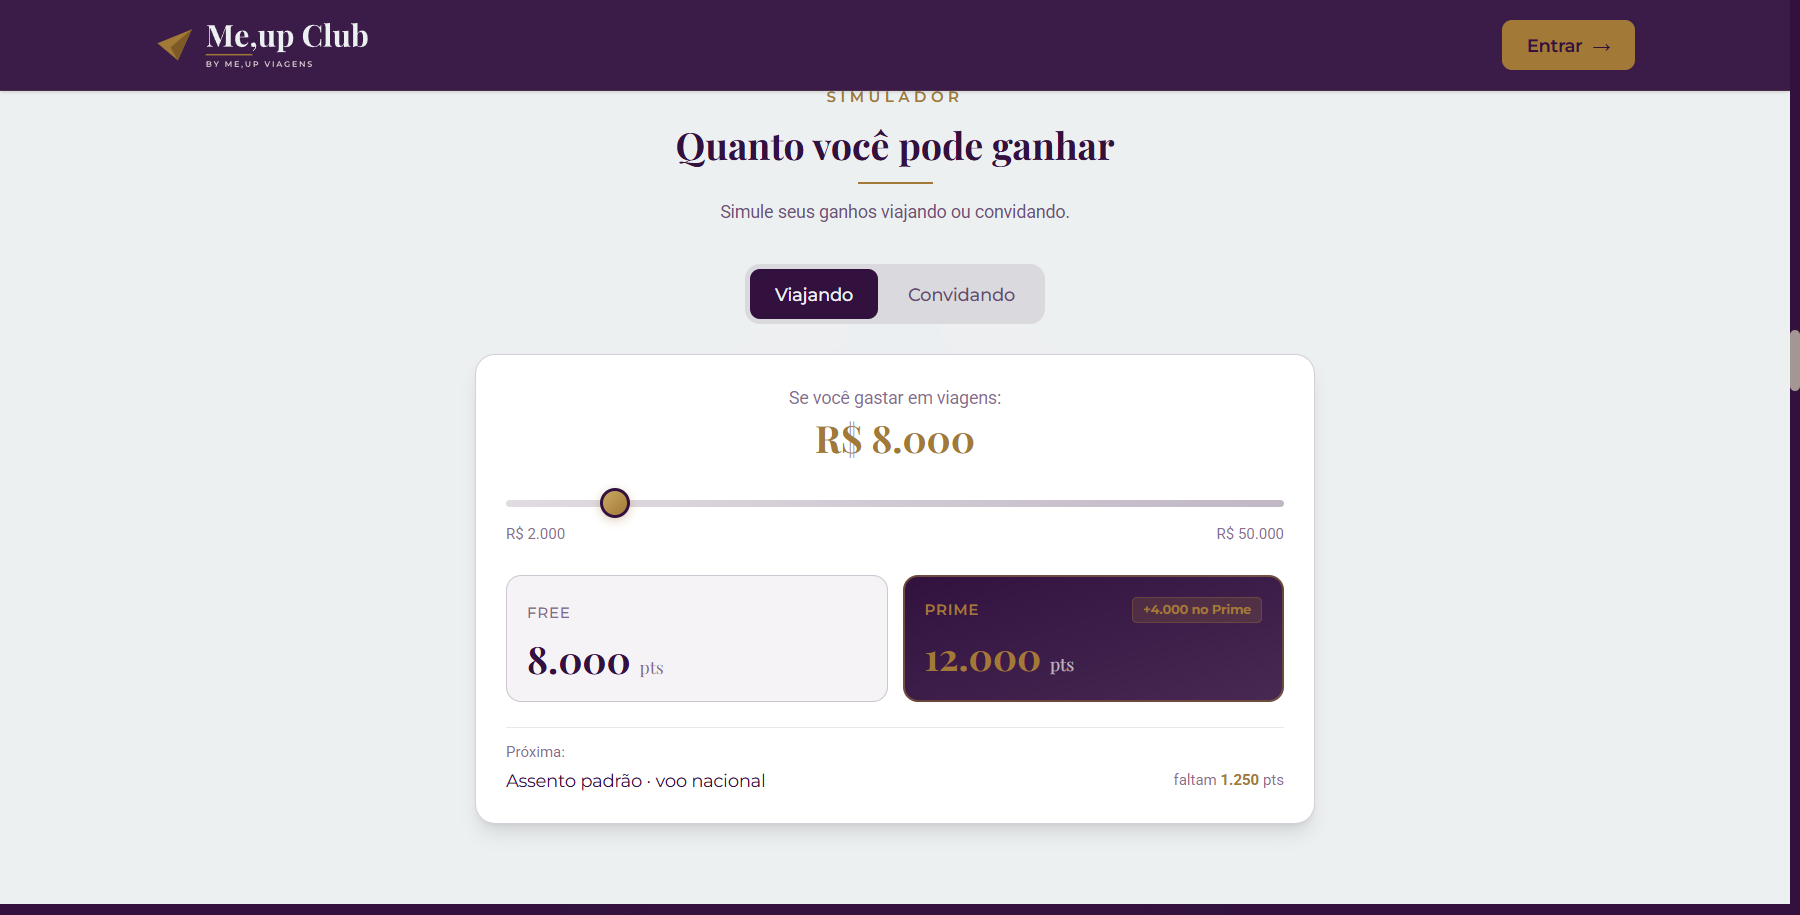 Me,up Club
BY ME,UP VIAGENS
Entrar →
SIMULADOR
Quanto você pode ganhar
Simule seus ganhos viajando ou convidando.
Viajando
Convidando
Se você gastar em viagens:
R$ 8.000
R$ 2.000
R$ 50.000
FREE
8.000 pts
PRIME
+4.000 no Prime
12.000 pts
Próxima:
Assento padrão · voo nacional
faltam 1.250 pts